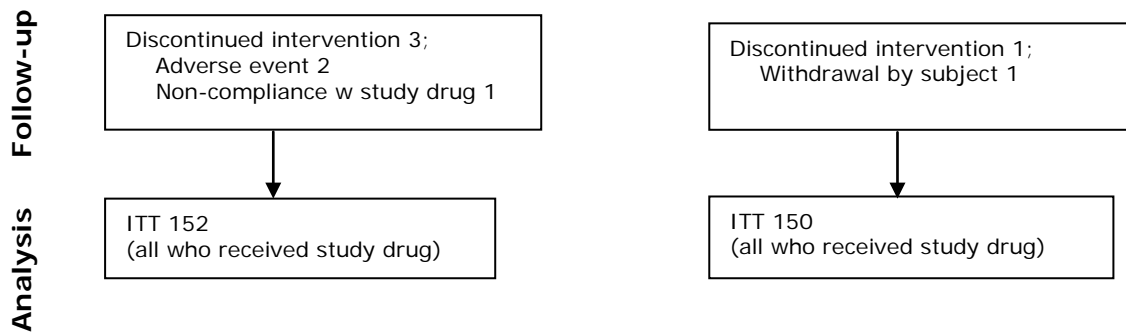 Follow-up
Discontinued intervention 3;
Adverse event 2
Non-compliance w study drug 1
Discontinued intervention 1;
Withdrawal by subject 1
Analysis
ITT 152
(all who received study drug)
ITT 150
(all who received study drug)